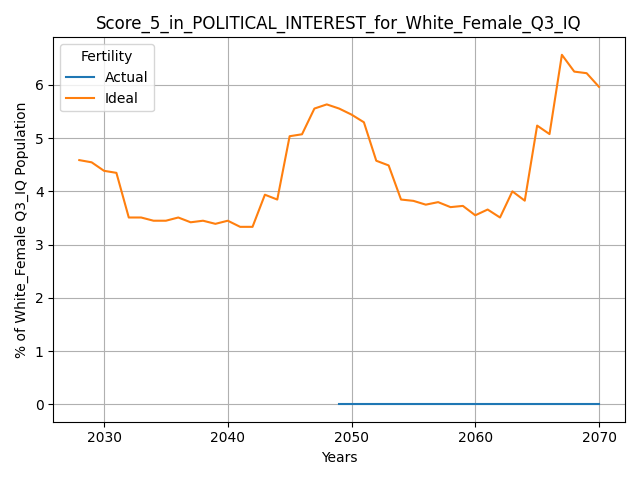 Score_5_in_POLITICAL_INTEREST_for_White_Female_Q3_IQ
Fertility
Actual
Ideal
% of White_Female Q3_IQ Population
6
5
4
3
2
1
0
2030 2040 2050 2060 2070
Years